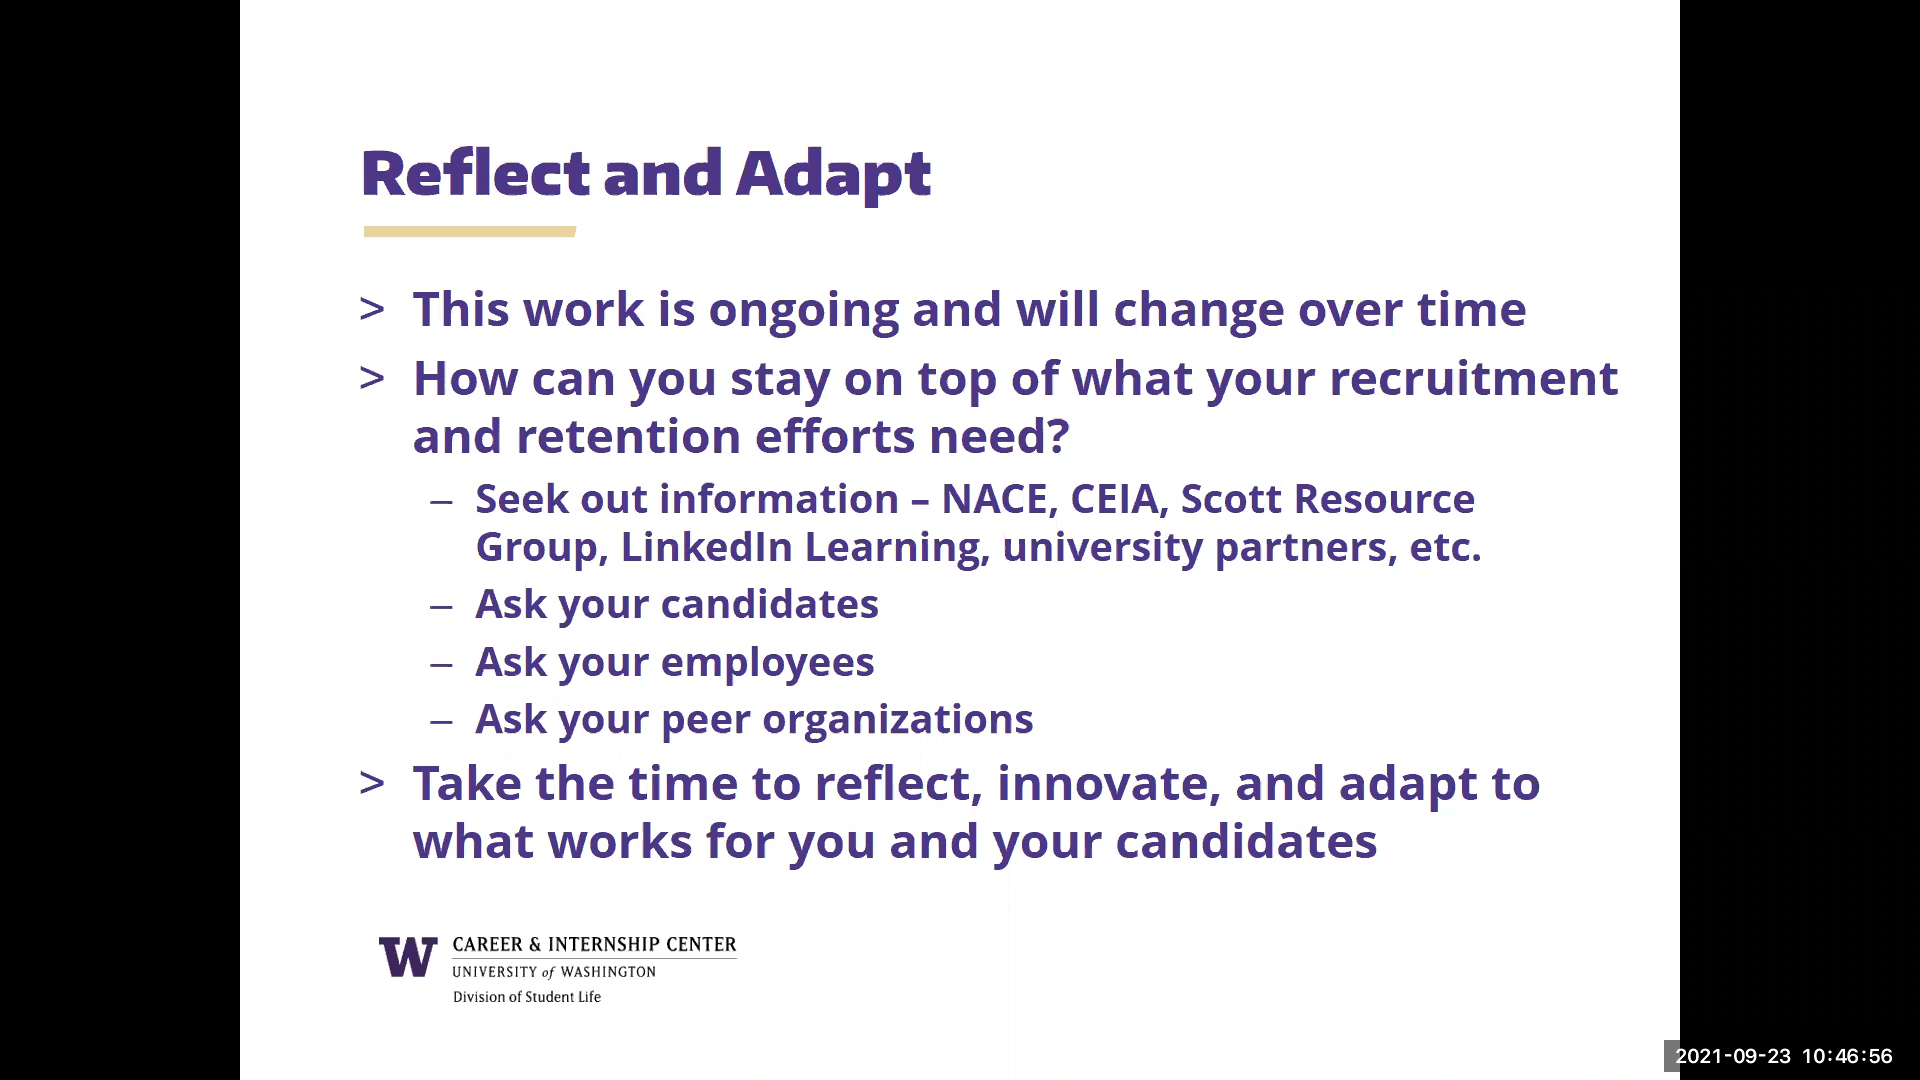 Reflect and Adapt
> This work is ongoing and will change over time
> How can you stay on top of what your recruitment
and retention efforts need?
– Seek out information – NACE, CEIA, Scott Resource
Group, LinkedIn Learning, university partners, etc.
– Ask your candidates
– Ask your employees
– Ask your peer organizations
> Take the time to reflect, innovate, and adapt to
what works for you and your candidates
W CAREER & INTERNSHIP CENTER
UNIVERSITY of WASHINGTON
Division of Student Life
2021-09-23 10:46:56